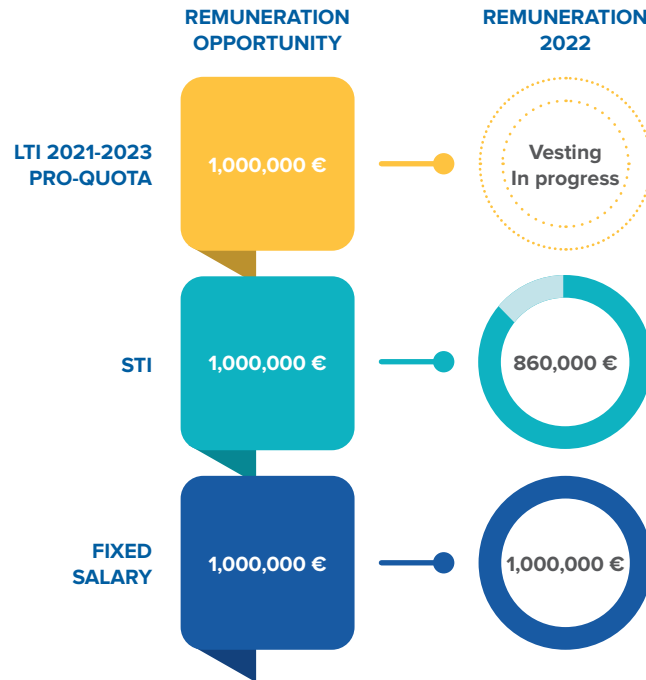 REMUNERATION
OPPORTUNITY
REMUNERATION
2022
LTI 2021-2023
PRO-QUOTA
1,000,000 €
Vesting
In progress
STI
1,000,000 €
860,000 €
FIXED
SALARY
1,000,000 €
1,000,000 €